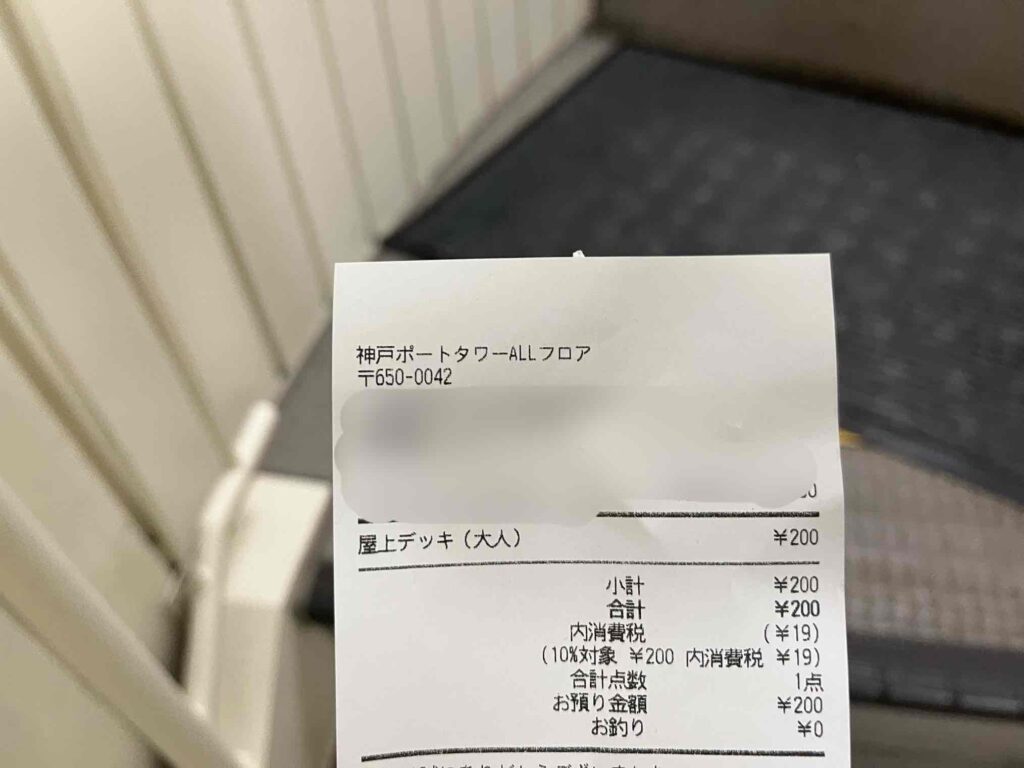 神戸ポートタワーALLフロア
〒650-0042
屋上デッキ(大人) ¥200
小計 ¥200
合計 ¥200
内消費税 (¥19)
(10%対象 ¥200 内消費税 ¥19)
合計点数 1点
お預り金額 ¥200
お釣り ¥0